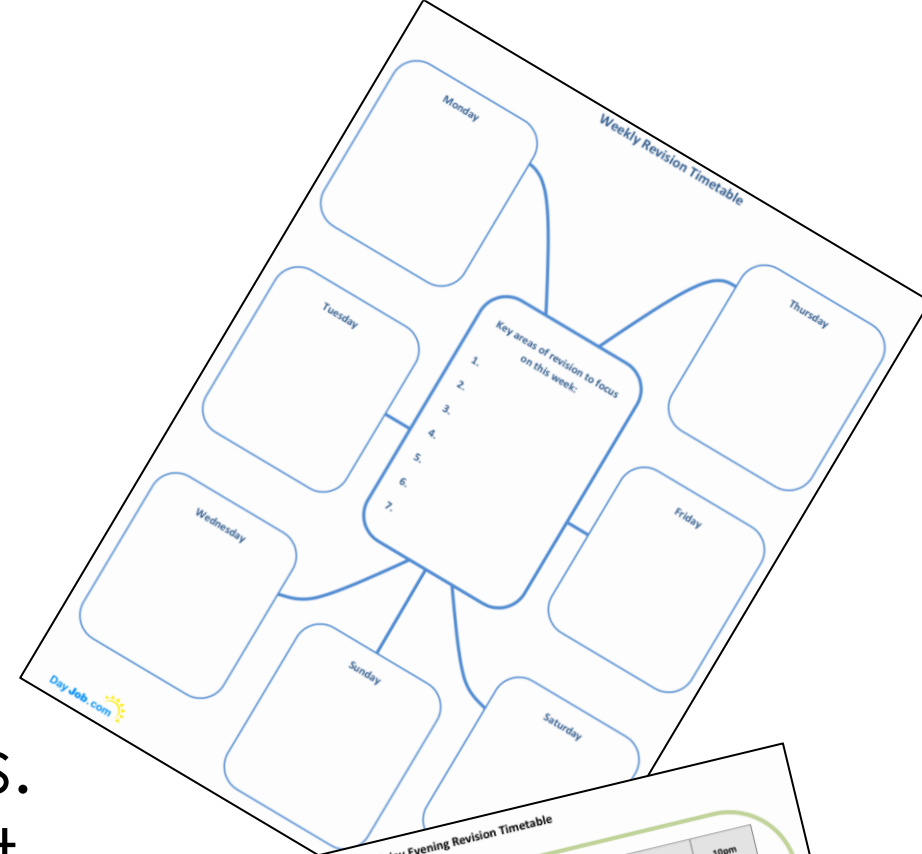 Weekly Revision Timetable
Monday
Tuesday
Wednesday
Thursday
Friday
Saturday
Sunday
Key areas of revision to focus
on this week:
1.
2.
3.
4.
5.
6.
7.
DayJob.com
s.
Evening Revision Timetable
10pm